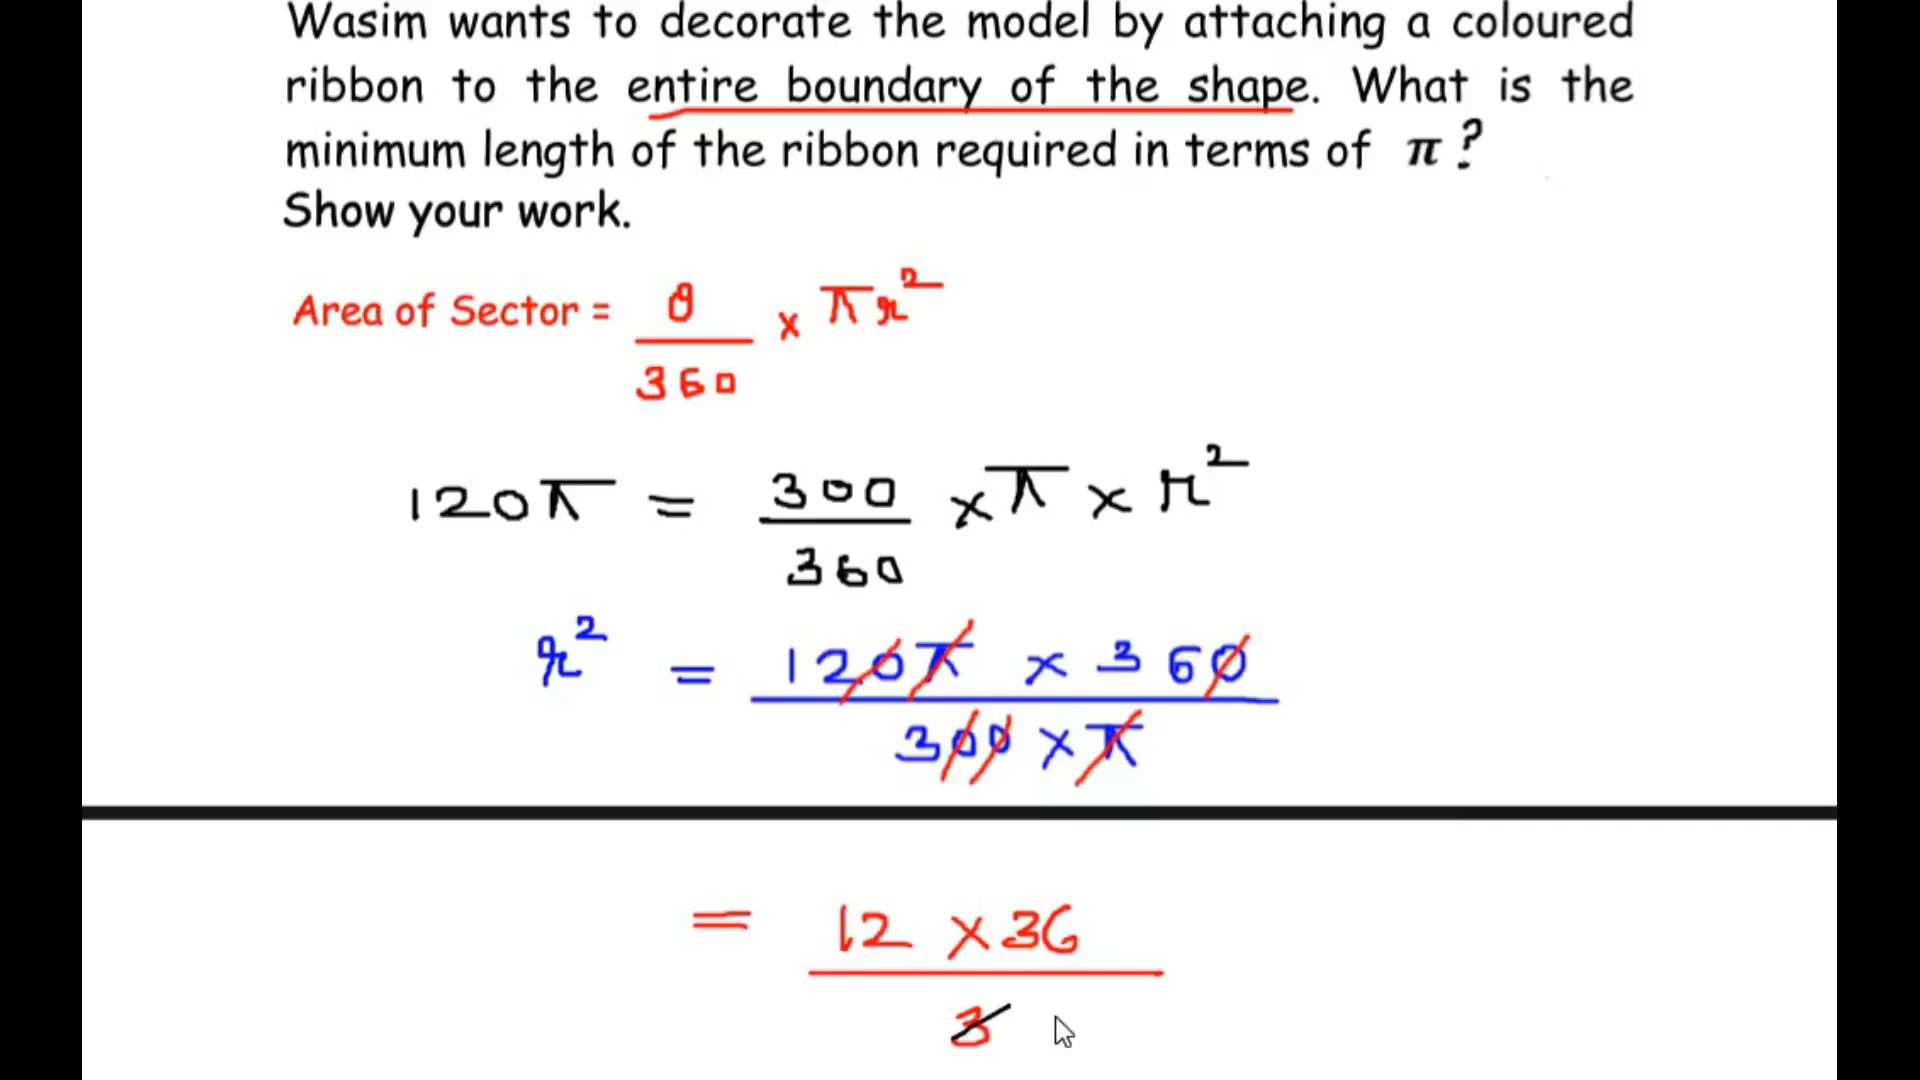 Wasim wants to decorate the model by attaching a coloured
ribbon to the entire boundary of the shape. What is the
minimum length of the ribbon required in terms of π?
Show your work.
Area of Sector = θ/360 × πr²
120π = 300/360 × π × r²
r² = 120π × 360 / 300 × π
= 12 × 36 / 3